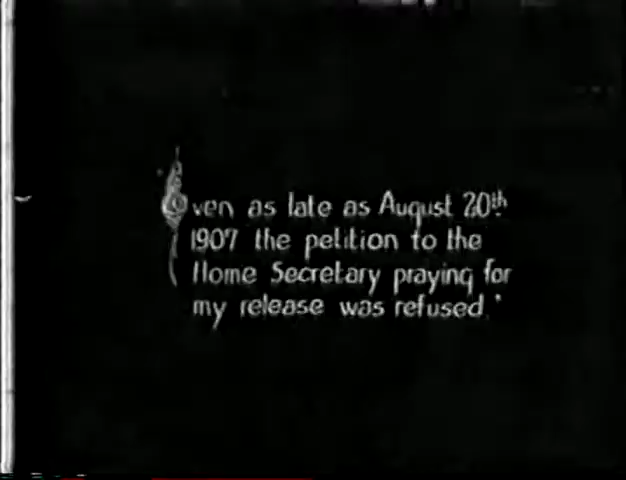 Even as late as August 20th
1907 the petition to the
Home Secretary praying for
my release was refused."